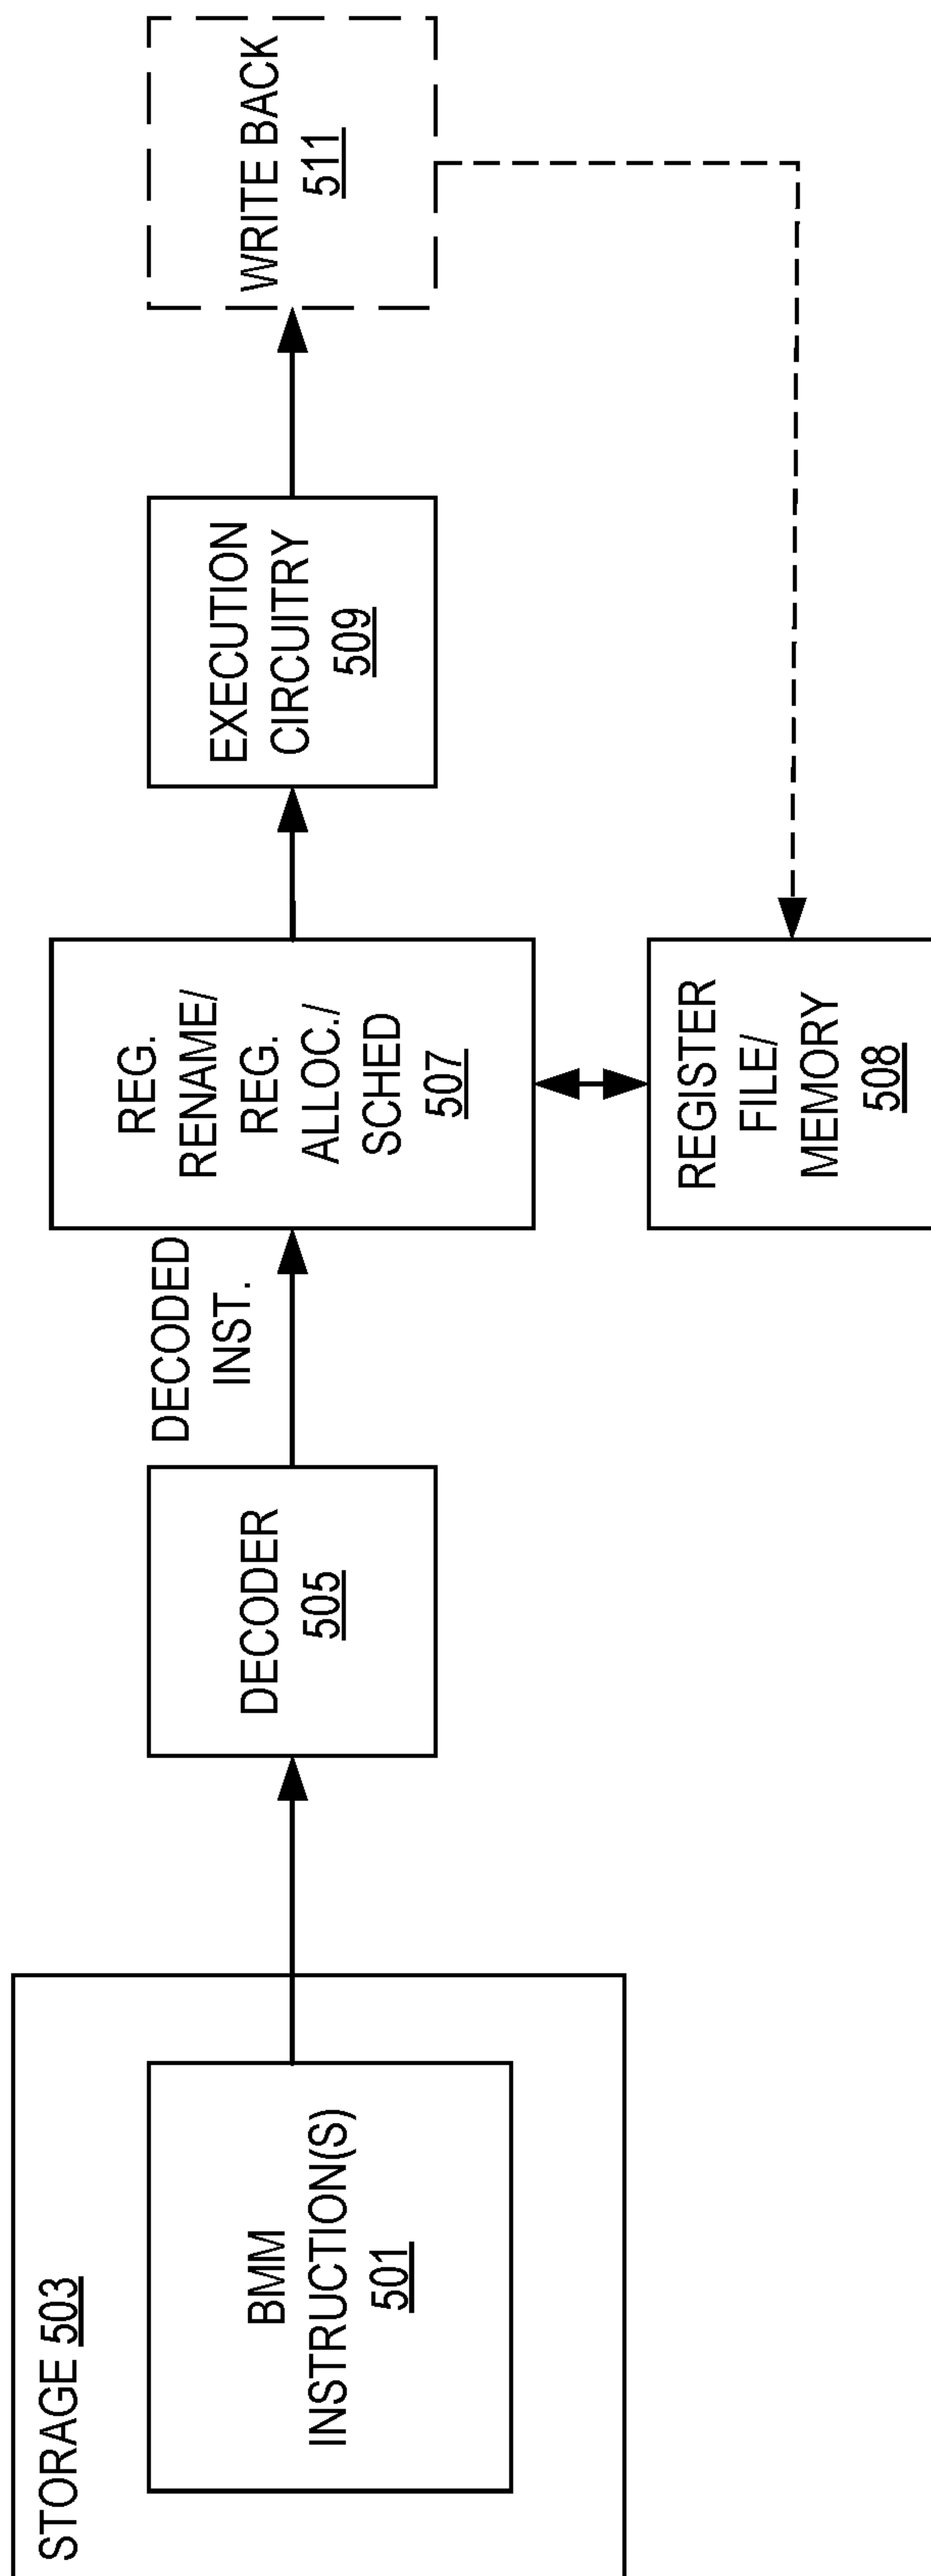 STORAGE 503
BMM
INSTRUCTION(S)
501
DECODER
505
DECODED
INST.
REG.
RENAME/
REG.
ALLOC./
SCHED
507
REGISTER
FILE/
MEMORY
508
EXECUTION
CIRCUITRY
509
WRITE BACK
511